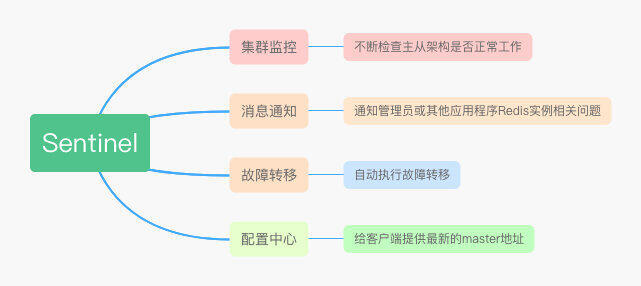 Sentinel
集群监控
不断检查主从架构是否正常工作
消息通知
通知管理员或其他应用程序Redis实例相关问题
故障转移
自动执行故障转移
配置中心
给客户端提供最新的master地址